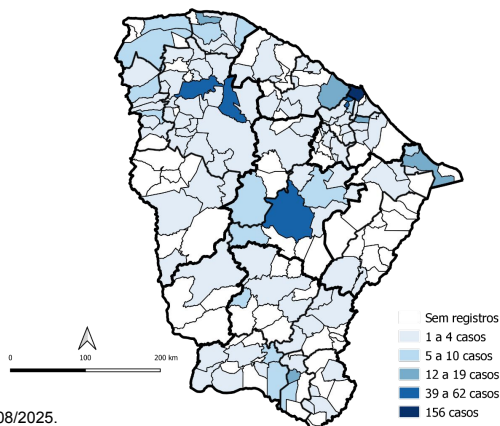 0 100 200 km
Sem registros
1 a 4 casos
5 a 10 casos
12 a 19 casos
39 a 62 casos
156 casos
08/2025.